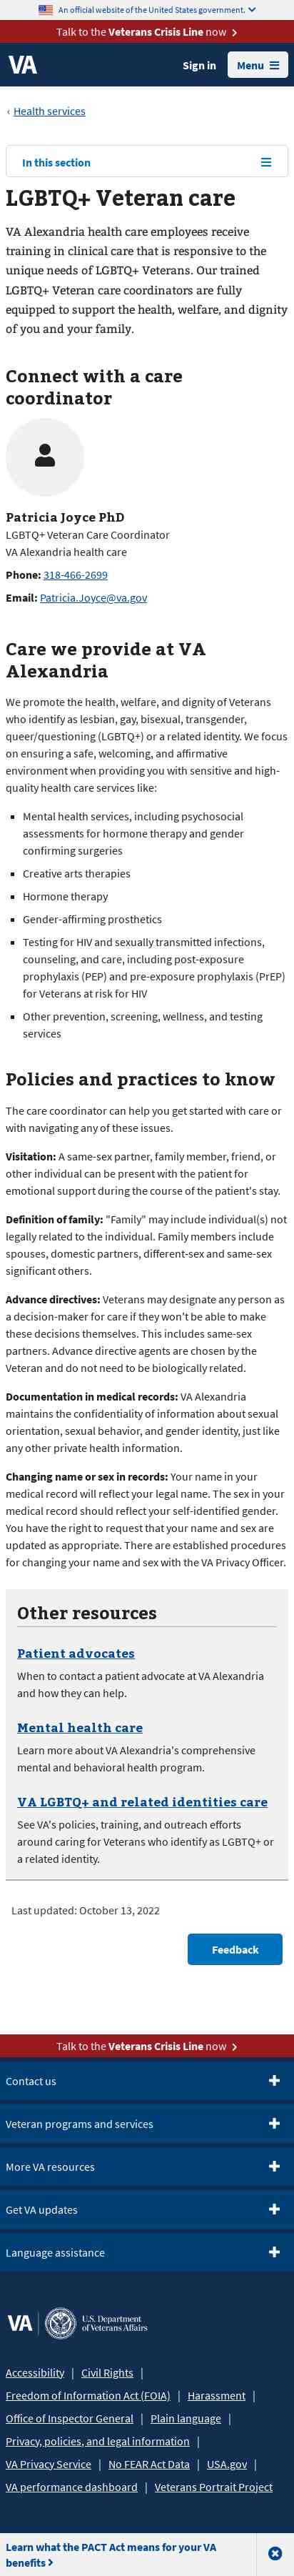 An official website of the United States government.
Talk to the Veterans Crisis Line now
VA
Sign in
Menu
‹ Health services
In this section
LGBTQ+ Veteran care
VA Alexandria health care employees receive
training in clinical care that is responsive to the
unique needs of LGBTQ+ Veterans. Our trained
LGBTQ+ Veteran care coordinators are fully
equipped to support the health, welfare, and dignity
of you and your family.
Connect with a care
coordinator
Patricia Joyce PhD
LGBTQ+ Veteran Care Coordinator
VA Alexandria health care
Phone: 318-466-2699
Email: Patricia.Joyce@va.gov
Care we provide at VA
Alexandria
We promote the health, welfare, and dignity of Veterans
who identify as lesbian, gay, bisexual, transgender,
queer/questioning (LGBTQ+) or a related identity. We focus
on ensuring a safe, welcoming, and affirmative
environment when providing you with sensitive and high-
quality health care services like:
Mental health services, including psychosocial
assessments for hormone therapy and gender
confirming surgeries
Creative arts therapies
Hormone therapy
Gender-affirming prosthetics
Testing for HIV and sexually transmitted infections,
counseling, and care, including post-exposure
prophylaxis (PEP) and pre-exposure prophylaxis (PrEP)
for Veterans at risk for HIV
Other prevention, screening, wellness, and testing
services
Policies and practices to know
The care coordinator can help you get started with care or
with navigating any of these issues.
Visitation: A same-sex partner, family member, friend, or
other individual can be present with the patient for
emotional support during the course of the patient's stay.
Definition of family: "Family" may include individual(s) not
legally related to the individual. Family members include
spouses, domestic partners, different-sex and same-sex
significant others.
Advance directives: Veterans may designate any person as
a decision-maker for care if they won't be able to make
these decisions themselves. This includes same-sex
partners. Advance directive agents are chosen by the
Veteran and do not need to be biologically related.
Documentation in medical records: VA Alexandria
maintains the confidentiality of information about sexual
orientation, sexual behavior, and gender identity, just like
any other private health information.
Changing name or sex in records: Your name in your
medical record will reflect your legal name. The sex in your
medical record should reflect your self-identified gender.
You have the right to request that your name and sex are
updated as appropriate. There are established procedures
for changing your name and sex with the VA Privacy Officer.
Other resources
Patient advocates
When to contact a patient advocate at VA Alexandria
and how they can help.
Mental health care
Learn more about VA Alexandria's comprehensive
mental and behavioral health program.
VA LGBTQ+ and related identities care
See VA's policies, training, and outreach efforts
around caring for Veterans who identify as LGBTQ+ or
a related identity.
Last updated: October 13, 2022
Feedback
Talk to the Veterans Crisis Line now
Contact us
Veteran programs and services
More VA resources
Get VA updates
Language assistance
VA
U.S. Department
of Veterans Affairs
Accessibility | Civil Rights |
Freedom of Information Act (FOIA) | Harassment |
Office of Inspector General | Plain language |
Privacy, policies, and legal information |
VA Privacy Service | No FEAR Act Data | USA.gov |
VA performance dashboard | Veterans Portrait Project
Learn what the PACT Act means for your VA
benefits